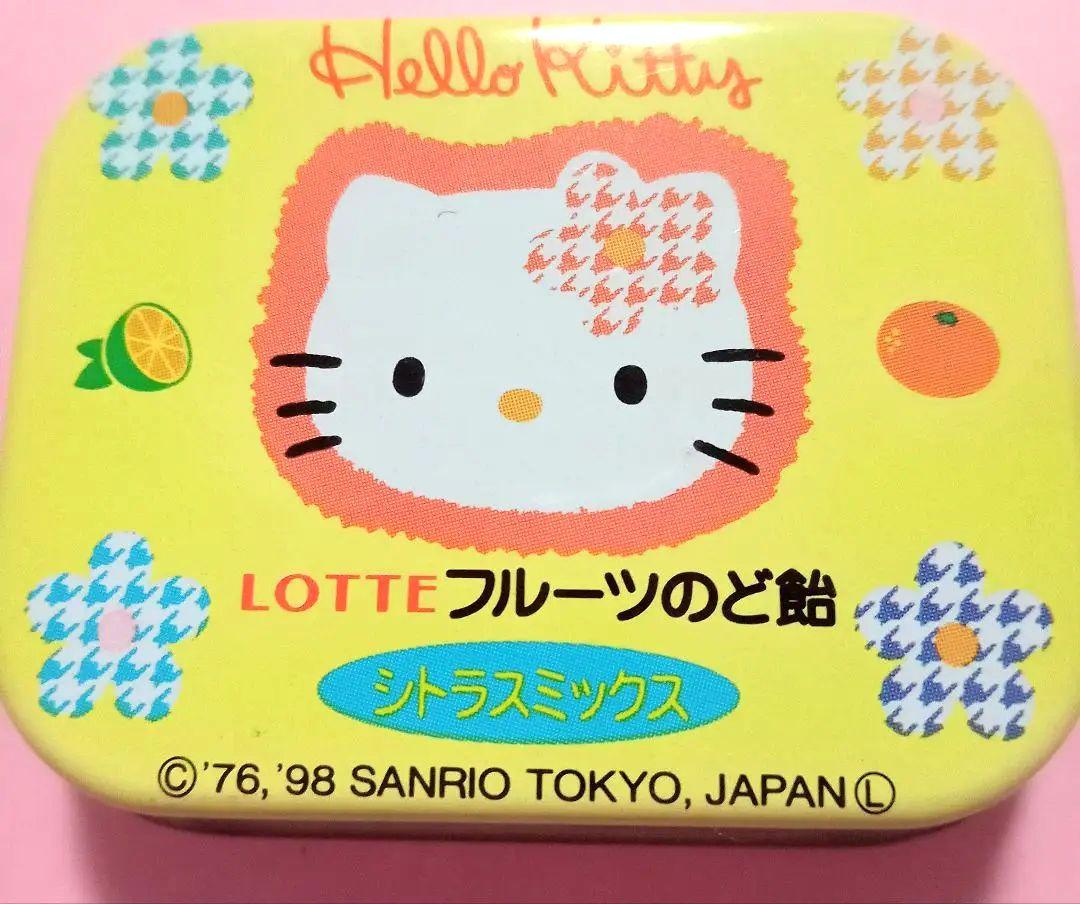 Hello Kitty
LOTTEフルーツのど飴
シトラスミックス
©'76,'98 SANRIO TOKYO, JAPANⓁ